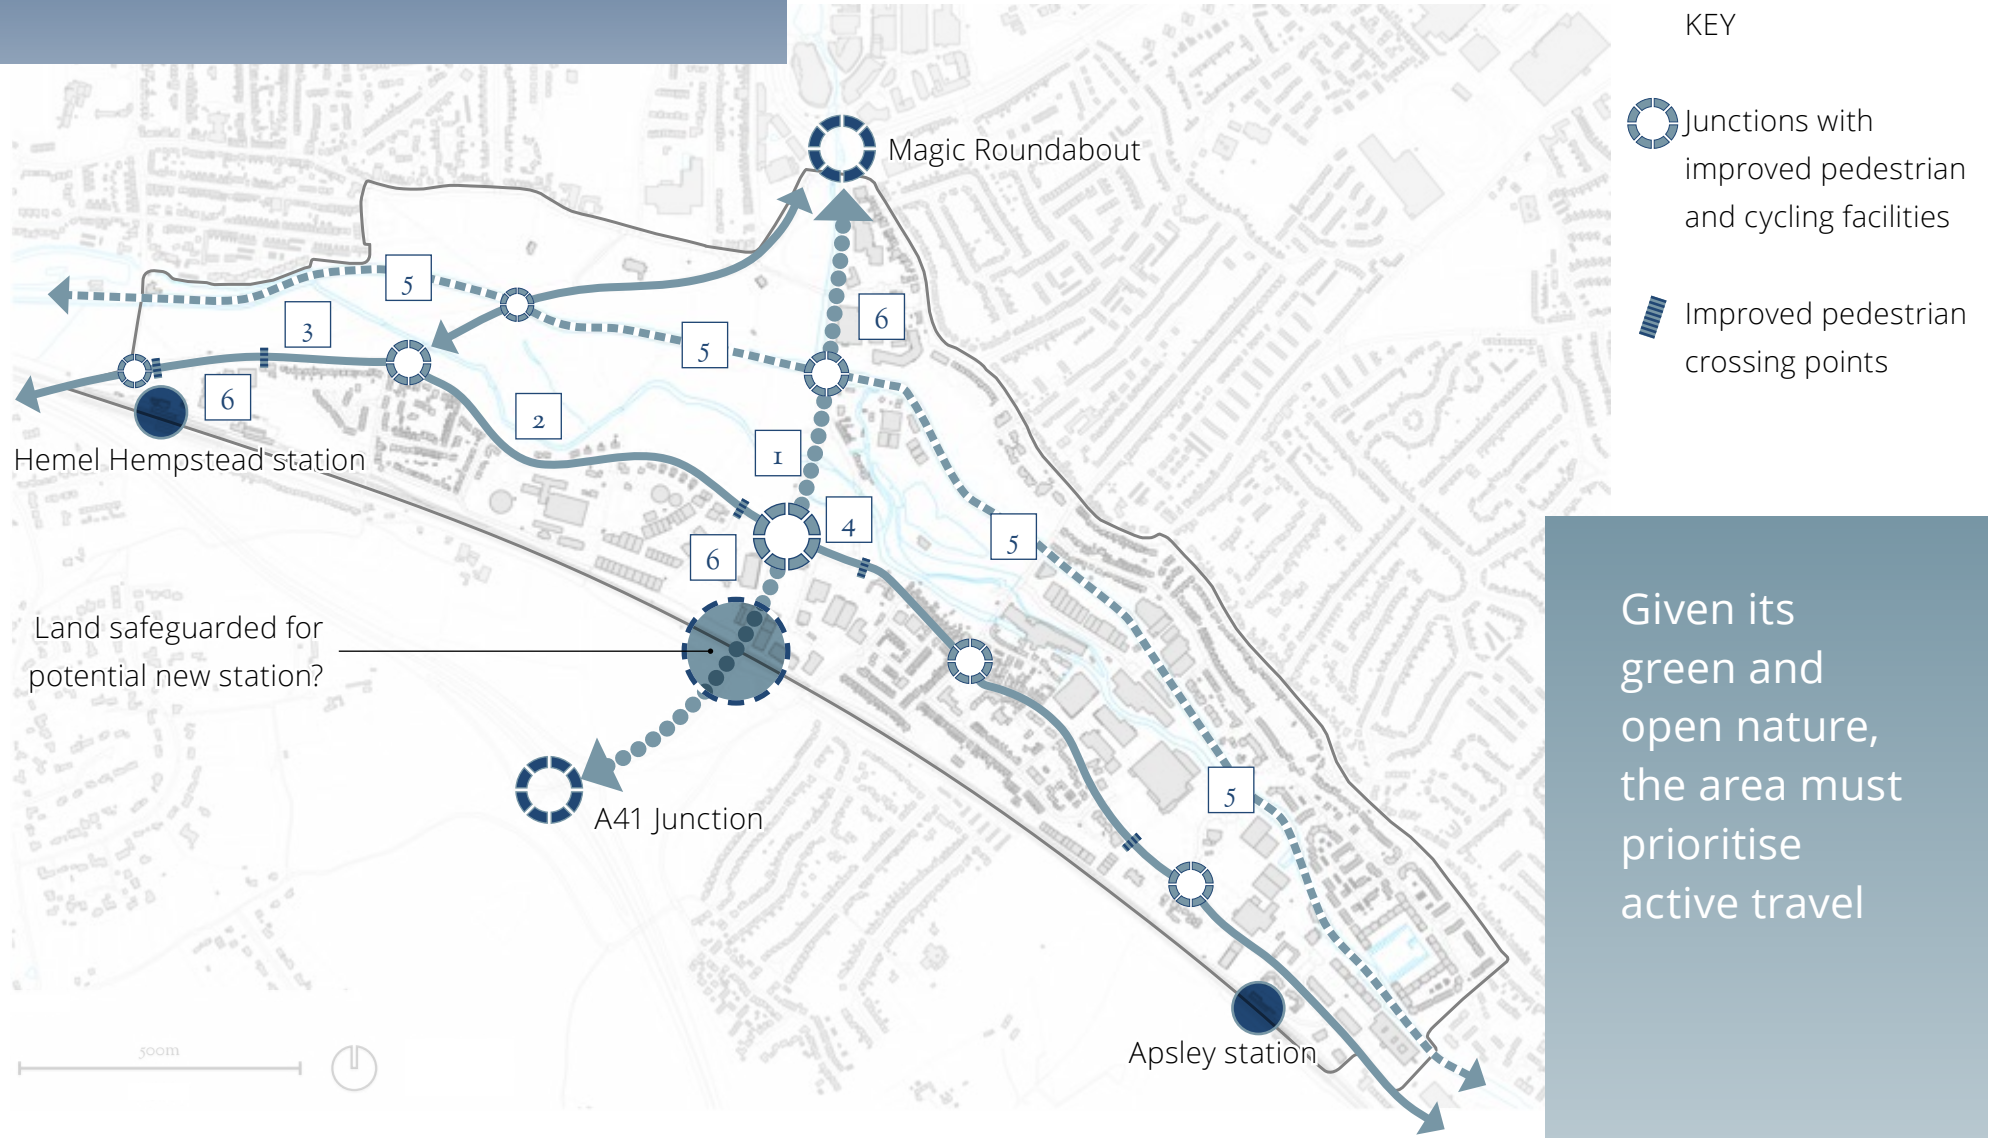 KEY
Junctions with
improved pedestrian
and cycling facilities
Improved pedestrian
crossing points
Magic Roundabout
5
3
6
5
6
2
1
Hemel Hempstead station
4
6
5
Land safeguarded for
potential new station?
A41 Junction
5
Apsley station
500m
Given its
green and
open nature,
the area must
prioritise
active travel